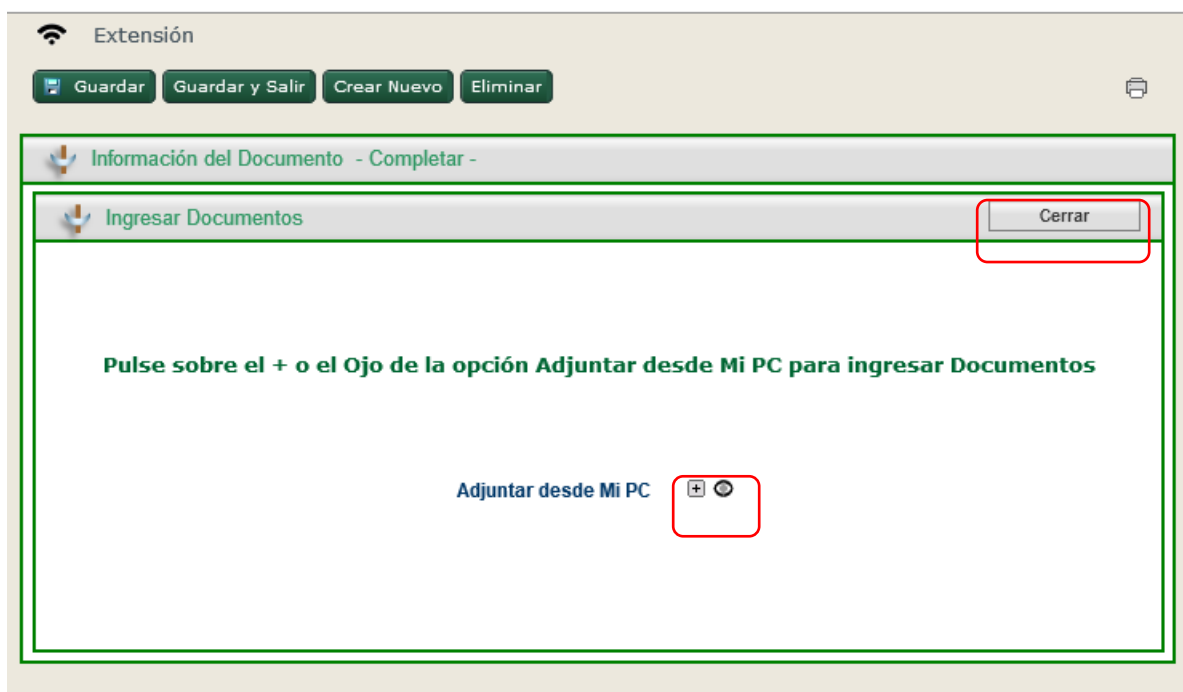 Extensión
Guardar Guardar y Salir Crear Nuevo Eliminar
Información del Documento - Completar -
Ingresar Documentos Cerrar
Pulse sobre el + o el Ojo de la opción Adjuntar desde Mi PC para ingresar Documentos
Adjuntar desde Mi PC